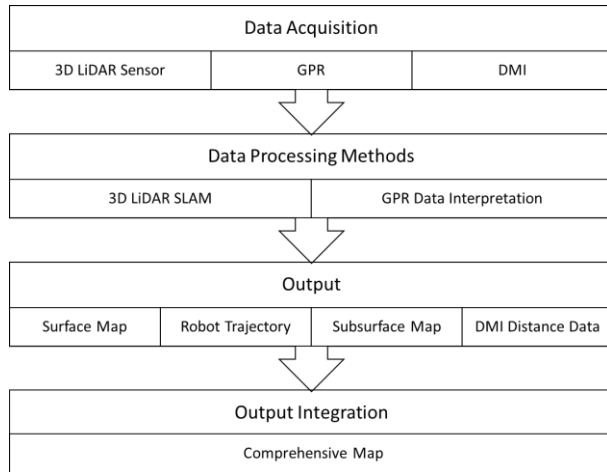 Data Acquisition
3D LiDAR Sensor
GPR
DMI
Data Processing Methods
3D LiDAR SLAM
GPR Data Interpretation
Output
Surface Map
Robot Trajectory
Subsurface Map
DMI Distance Data
Output Integration
Comprehensive Map